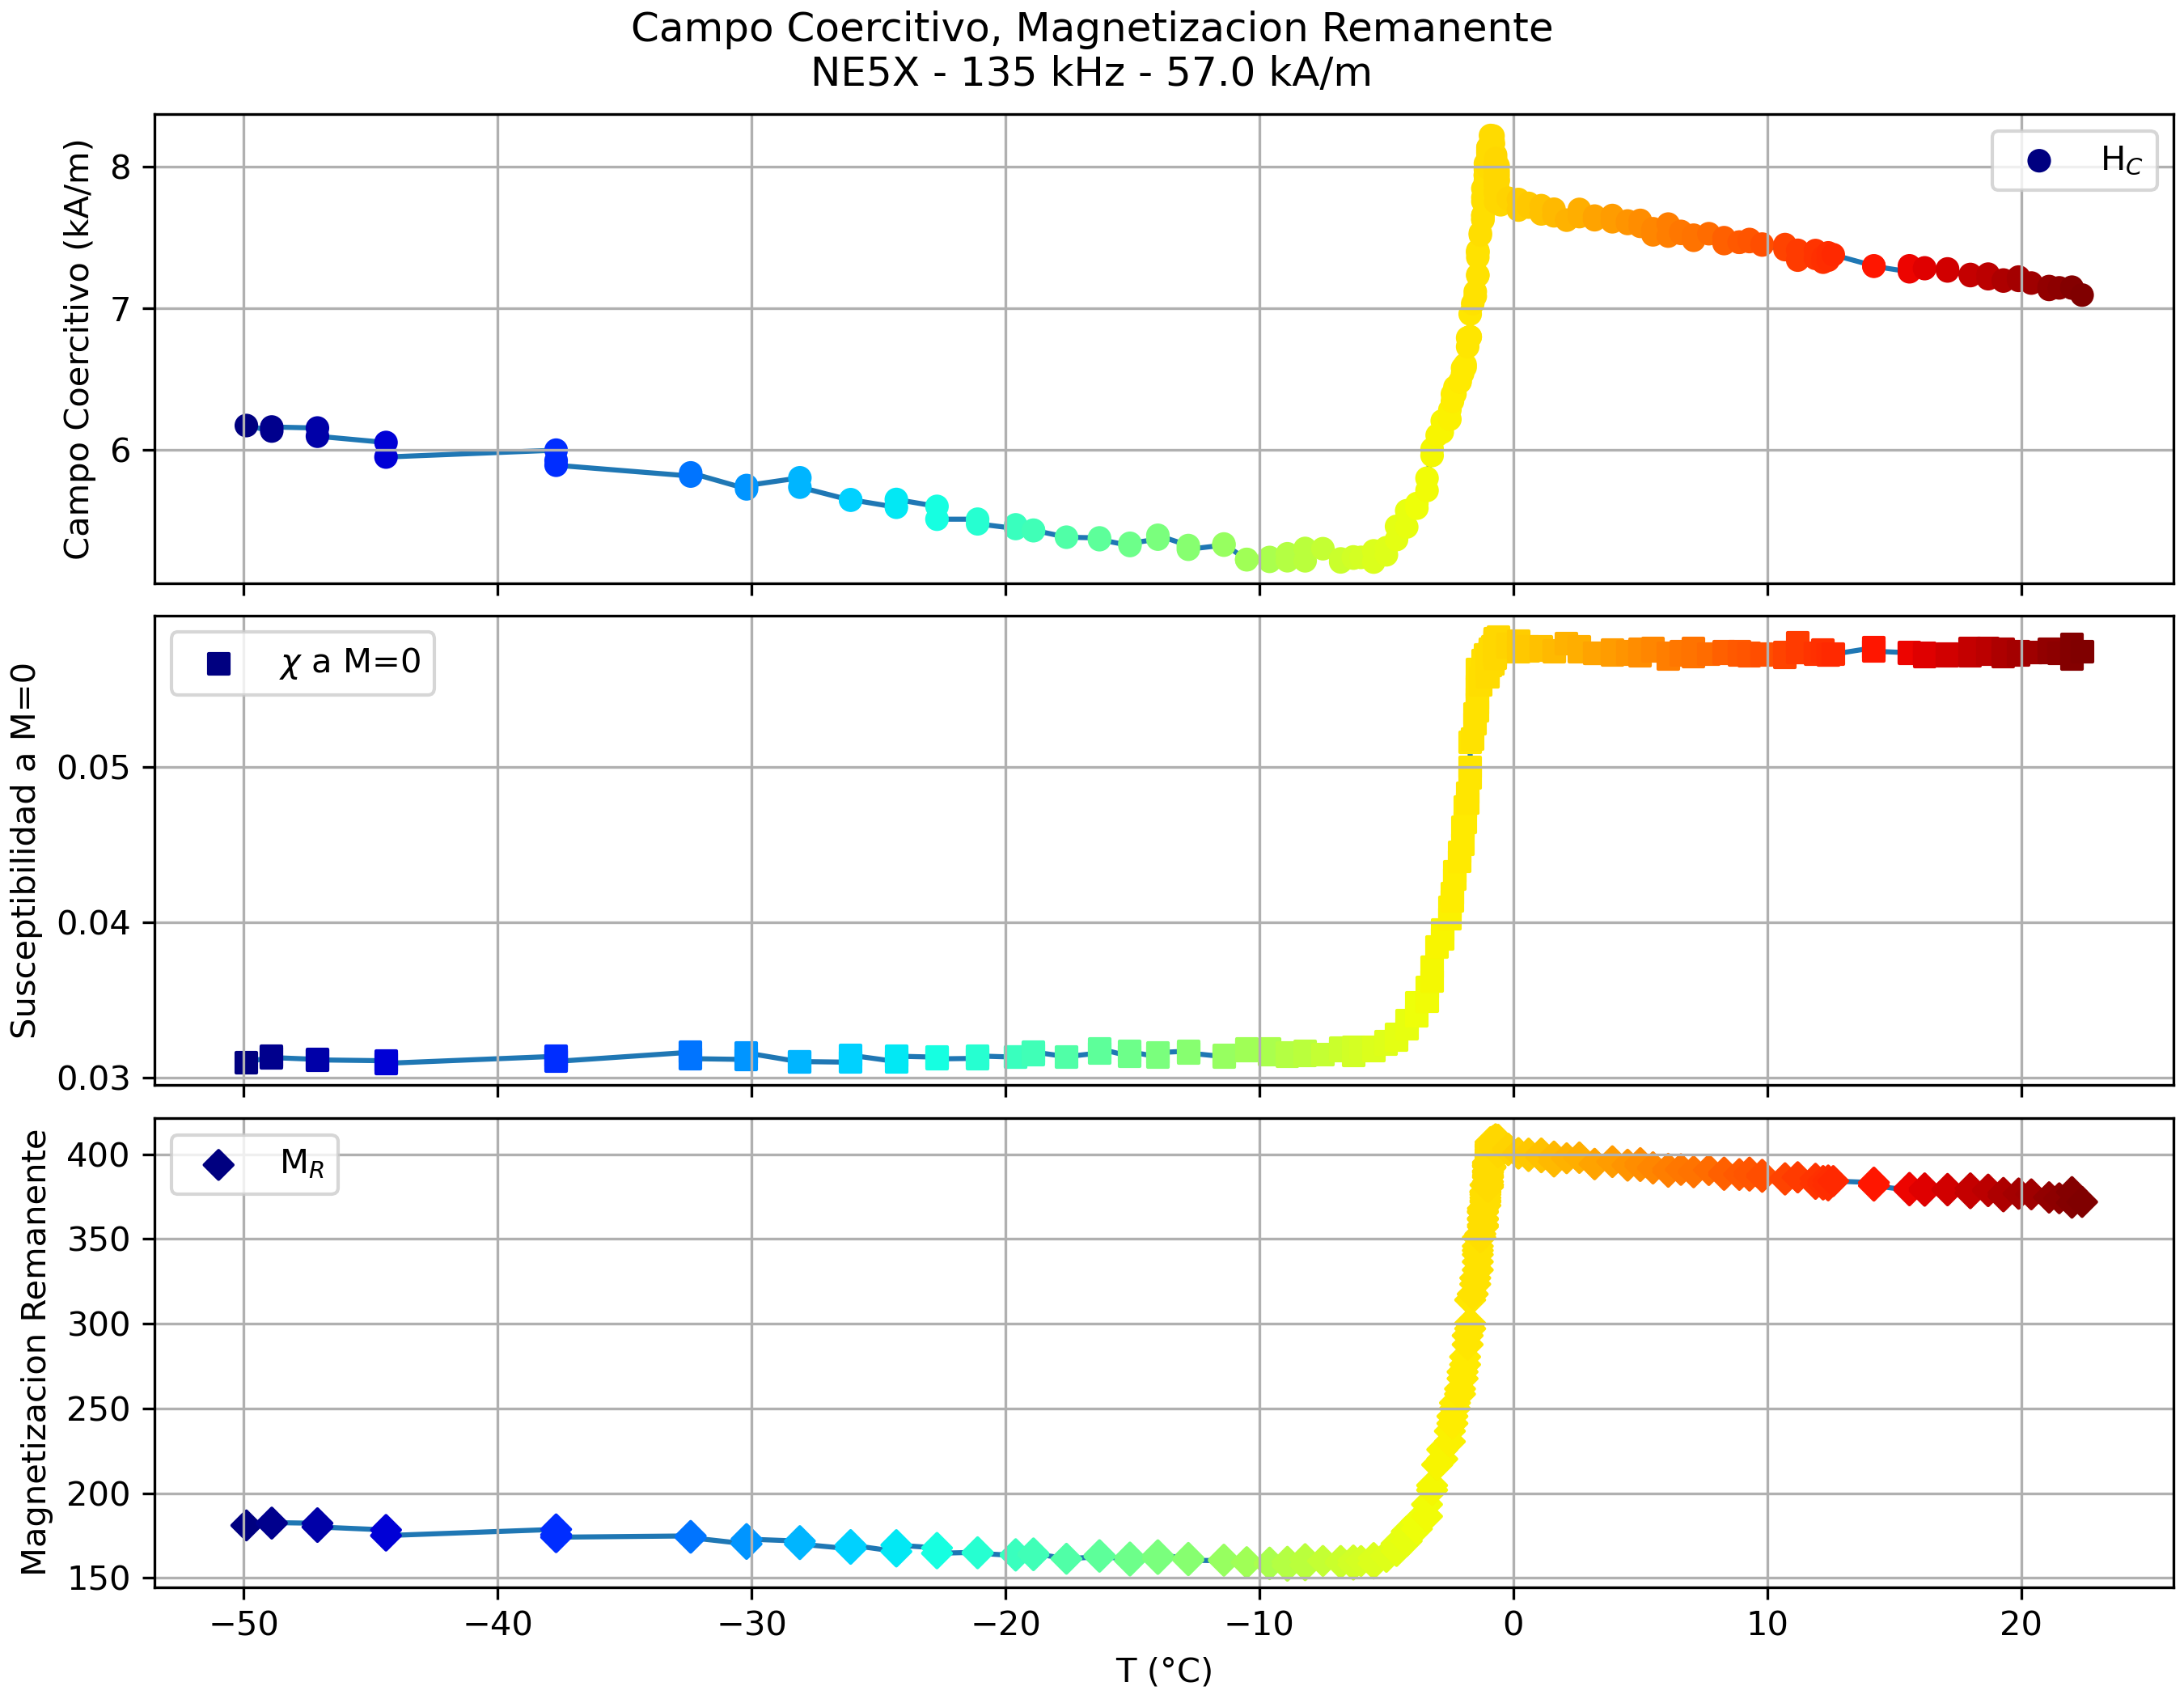 Campo Coercitivo, Magnetizacion Remanente
NE5X - 135 kHz - 57.0 kA/m
Campo Coercitivo (kA/m)
8
7
6
H_C
Susceptibilidad a M=0
0.05
0.04
0.03
χ a M=0
Magnetizacion Remanente
400
350
300
250
200
150
M_R
−50 −40 −30 −20 −10 0 10 20
T (°C)